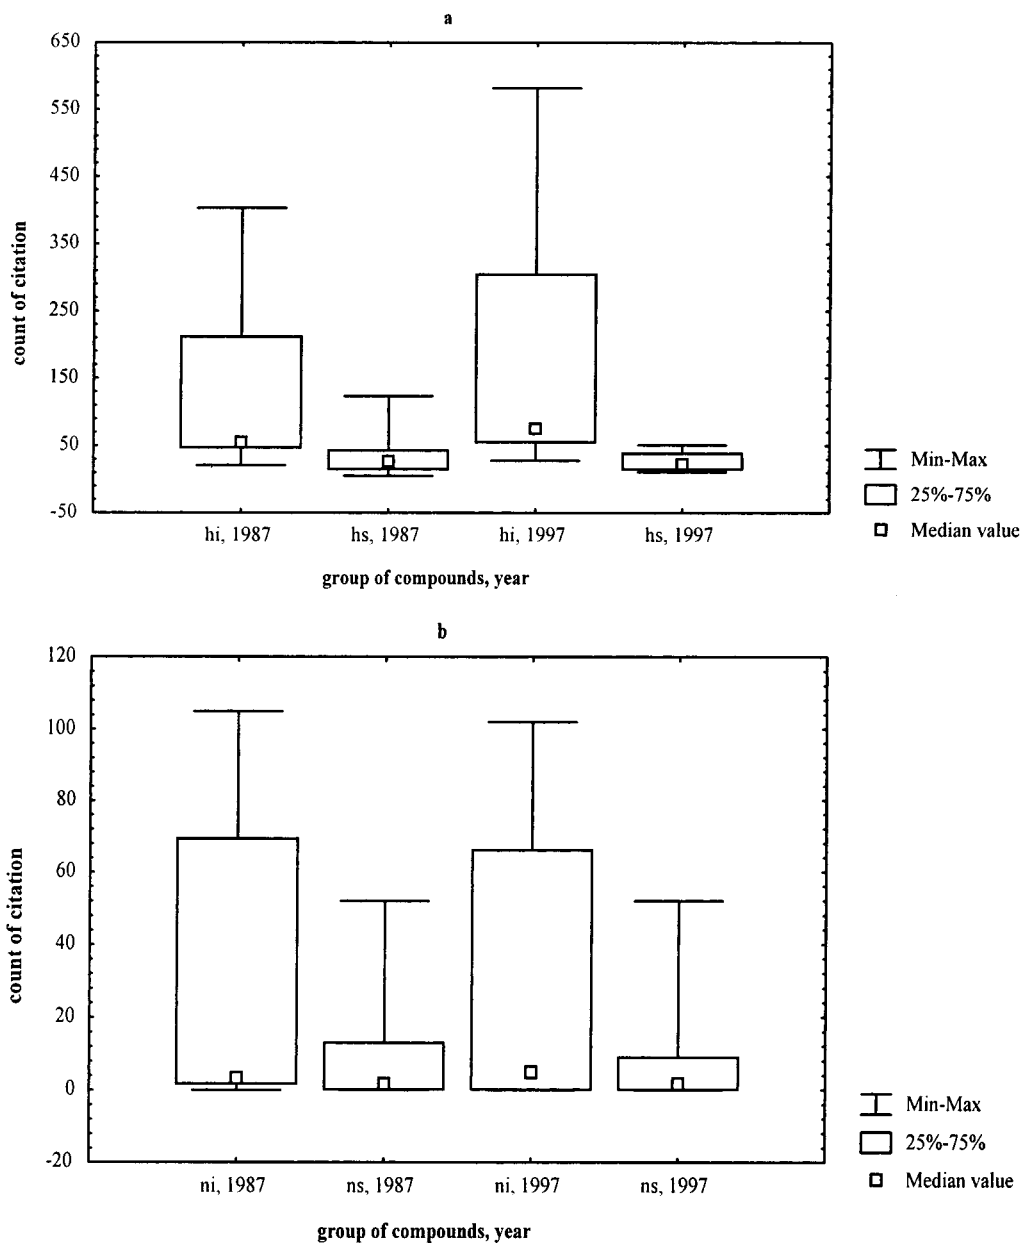 a
650
550
450
350
250
150
50
-50
count of citation
hi, 1987 hs, 1987 hi, 1997 hs, 1997
group of compounds, year
Min-Max
25%-75%
Median value
b
120
100
80
60
40
20
0
-20
count of citation
ni, 1987 ns, 1987 ni, 1997 ns, 1997
group of compounds, year
Min-Max
25%-75%
Median value